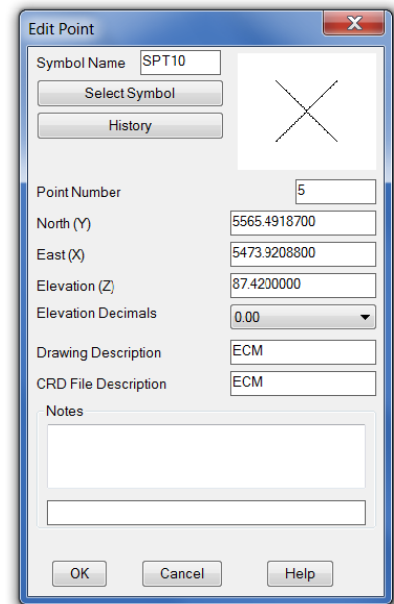 Edit Point
Symbol Name SPT10
Select Symbol
History
Point Number 5
North (Y) 5565.4918700
East (X) 5473.9208800
Elevation (Z) 87.4200000
Elevation Decimals 0.00
Drawing Description ECM
CRD File Description ECM
Notes
OK Cancel Help